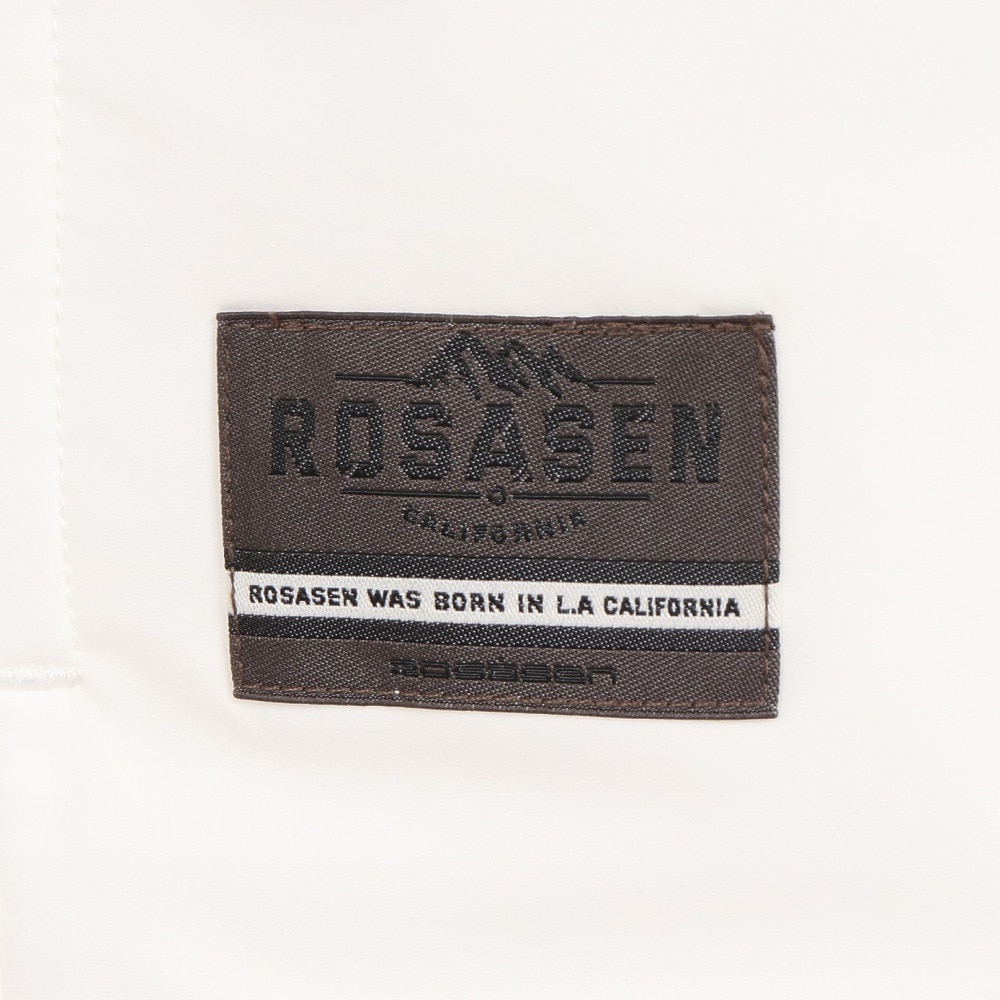 ROSASEN
CALIFORNIA
ROSASEN WAS BORN IN L.A CALIFORNIA
Rosasen